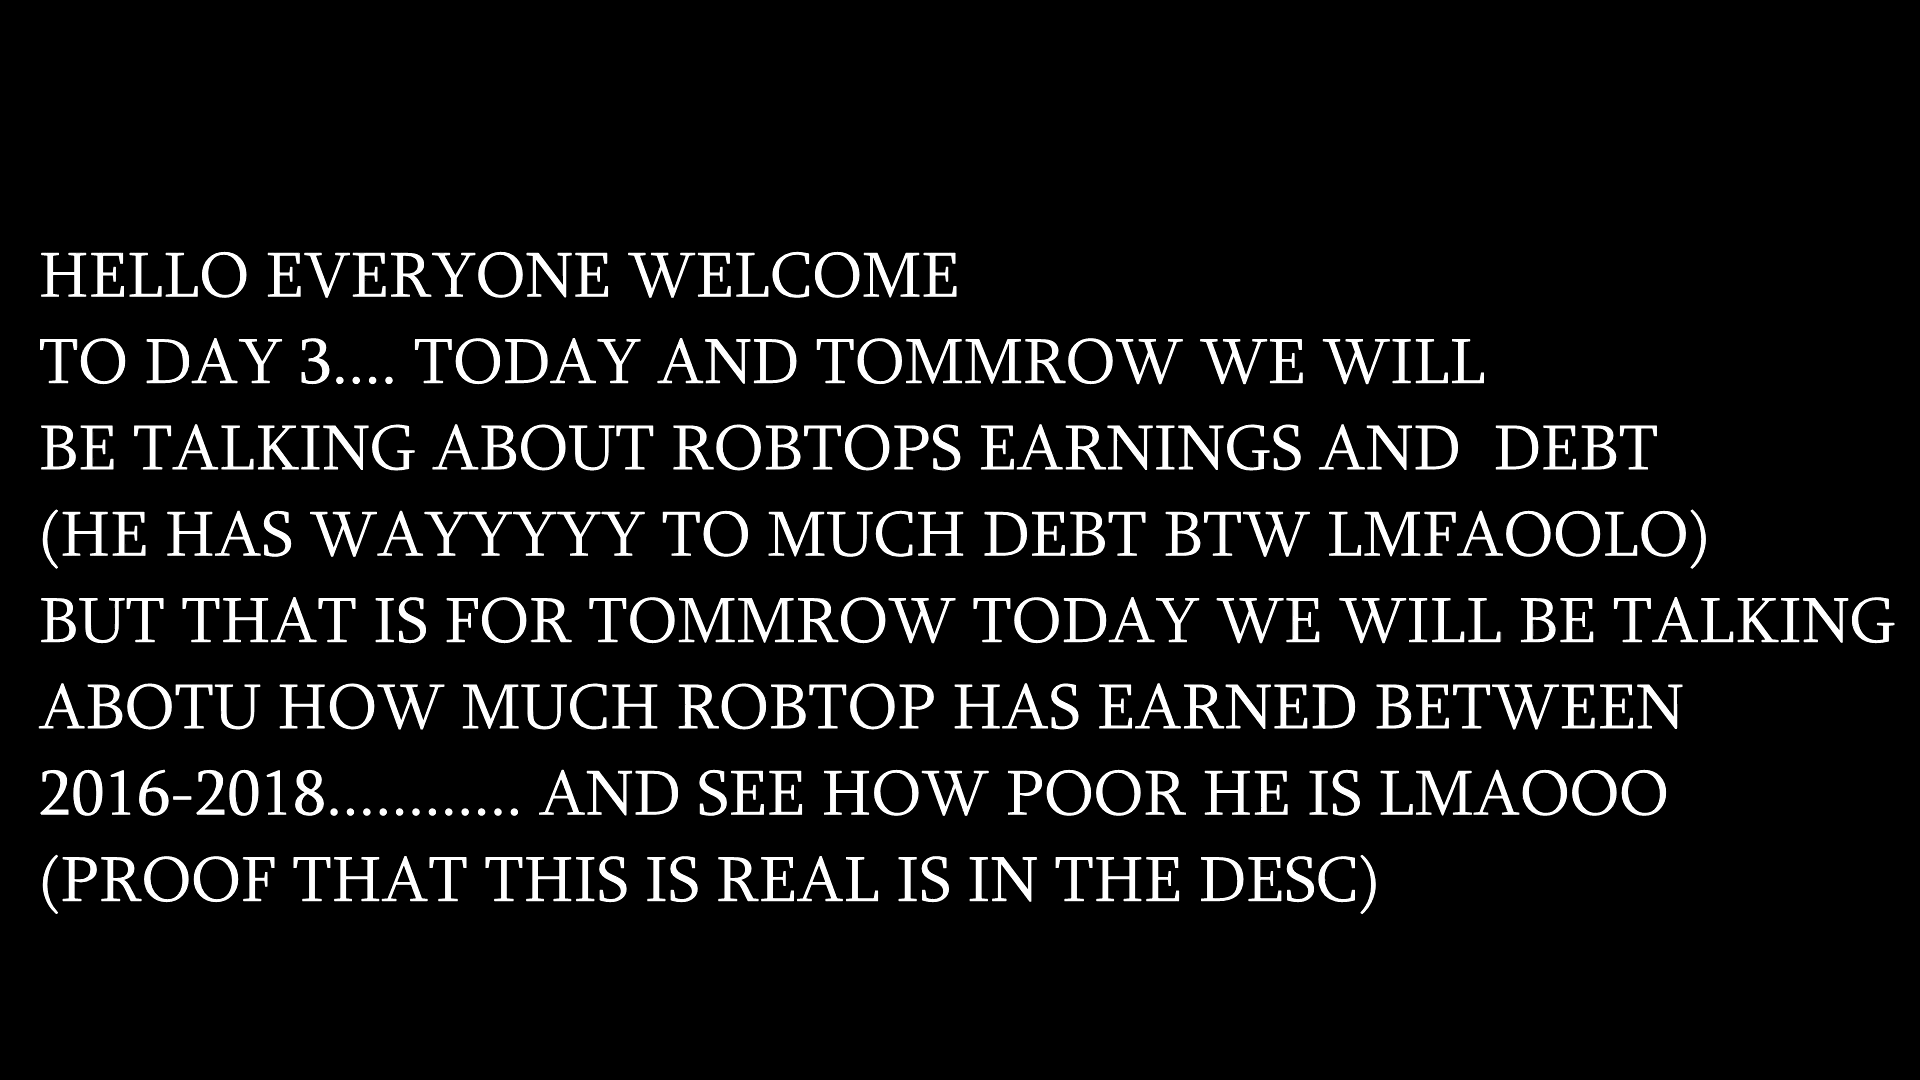 HELLO EVERYONE WELCOME
TO DAY 3.... TODAY AND TOMMROW WE WILL
BE TALKING ABOUT ROBTOPS EARNINGS AND  DEBT
(HE HAS WAYYYYY TO MUCH DEBT BTW LMFAOOLO)
BUT THAT IS FOR TOMMROW TODAY WE WILL BE TALKING
ABOTU HOW MUCH ROBTOP HAS EARNED BETWEEN
2016-2018............ AND SEE HOW POOR HE IS LMAOOO
(PROOF THAT THIS IS REAL IS IN THE DESC)